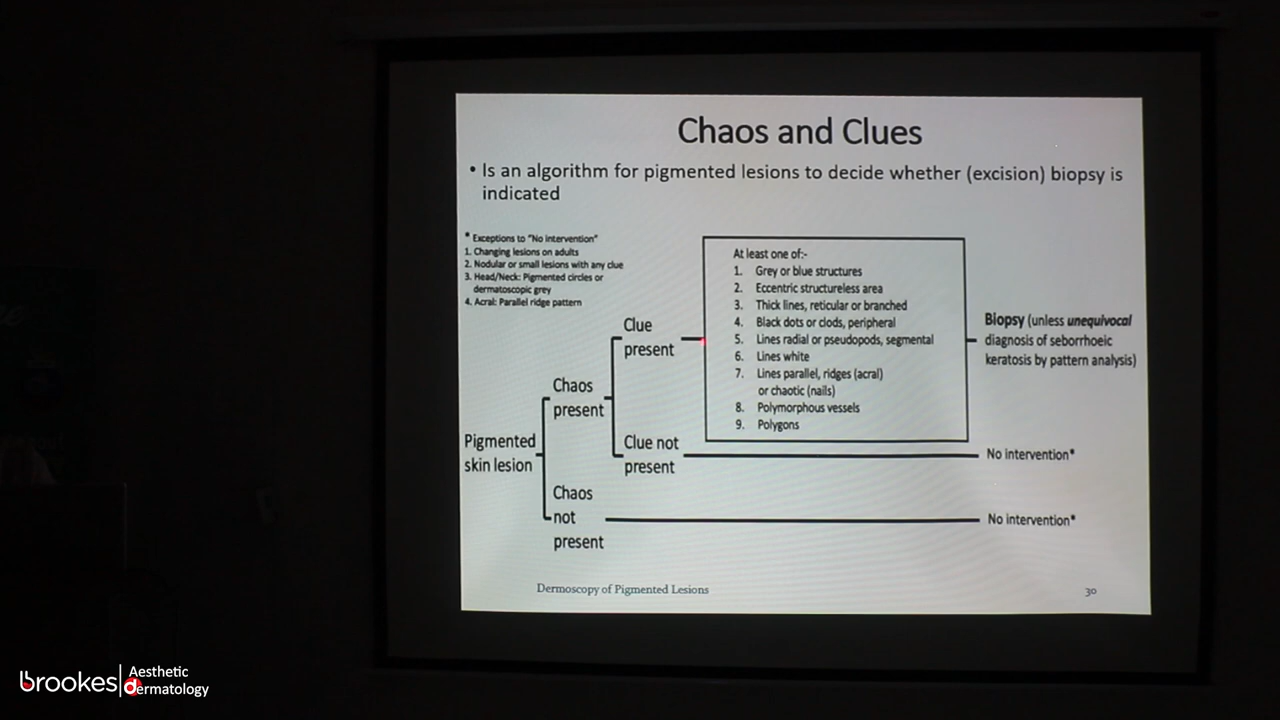 Chaos and Clues
• Is an algorithm for pigmented lesions to decide whether (excision) biopsy is
indicated
* Exceptions to "No intervention"
1. Changing lesions on adults
2. Nodular or small lesions with any clue
3. Head/Neck: Pigmented circles or
dermatoscopic grey
4. Acral: Parallel ridge pattern
Pigmented
skin lesion
Chaos
present
Clue
present
At least one of:-
1. Grey or blue structures
2. Eccentric structureless area
3. Thick lines, reticular or branched
4. Black dots or clods, peripheral
5. Lines radial or pseudopods, segmental
6. Lines white
7. Lines parallel, ridges (acral)
or chaotic (nails)
8. Polymorphous vessels
9. Polygons
Biopsy (unless unequivocal
diagnosis of seborrhoeic
keratosis by pattern analysis)
Clue not
present
No intervention*
Chaos
not
present
No intervention*
Dermoscopy of Pigmented Lesions
30
brookes
Aesthetic
dermatology